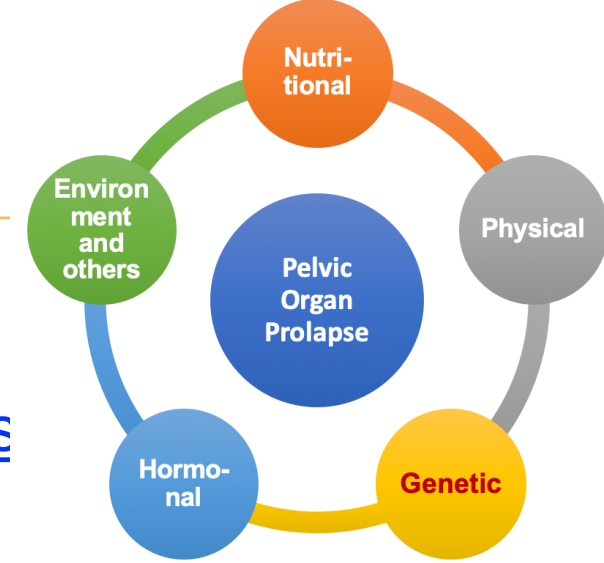 Nutri-
tional
Physical
Genetic
Hormo-
nal
Environ
ment
and
others
Pelvic
Organ
Prolapse